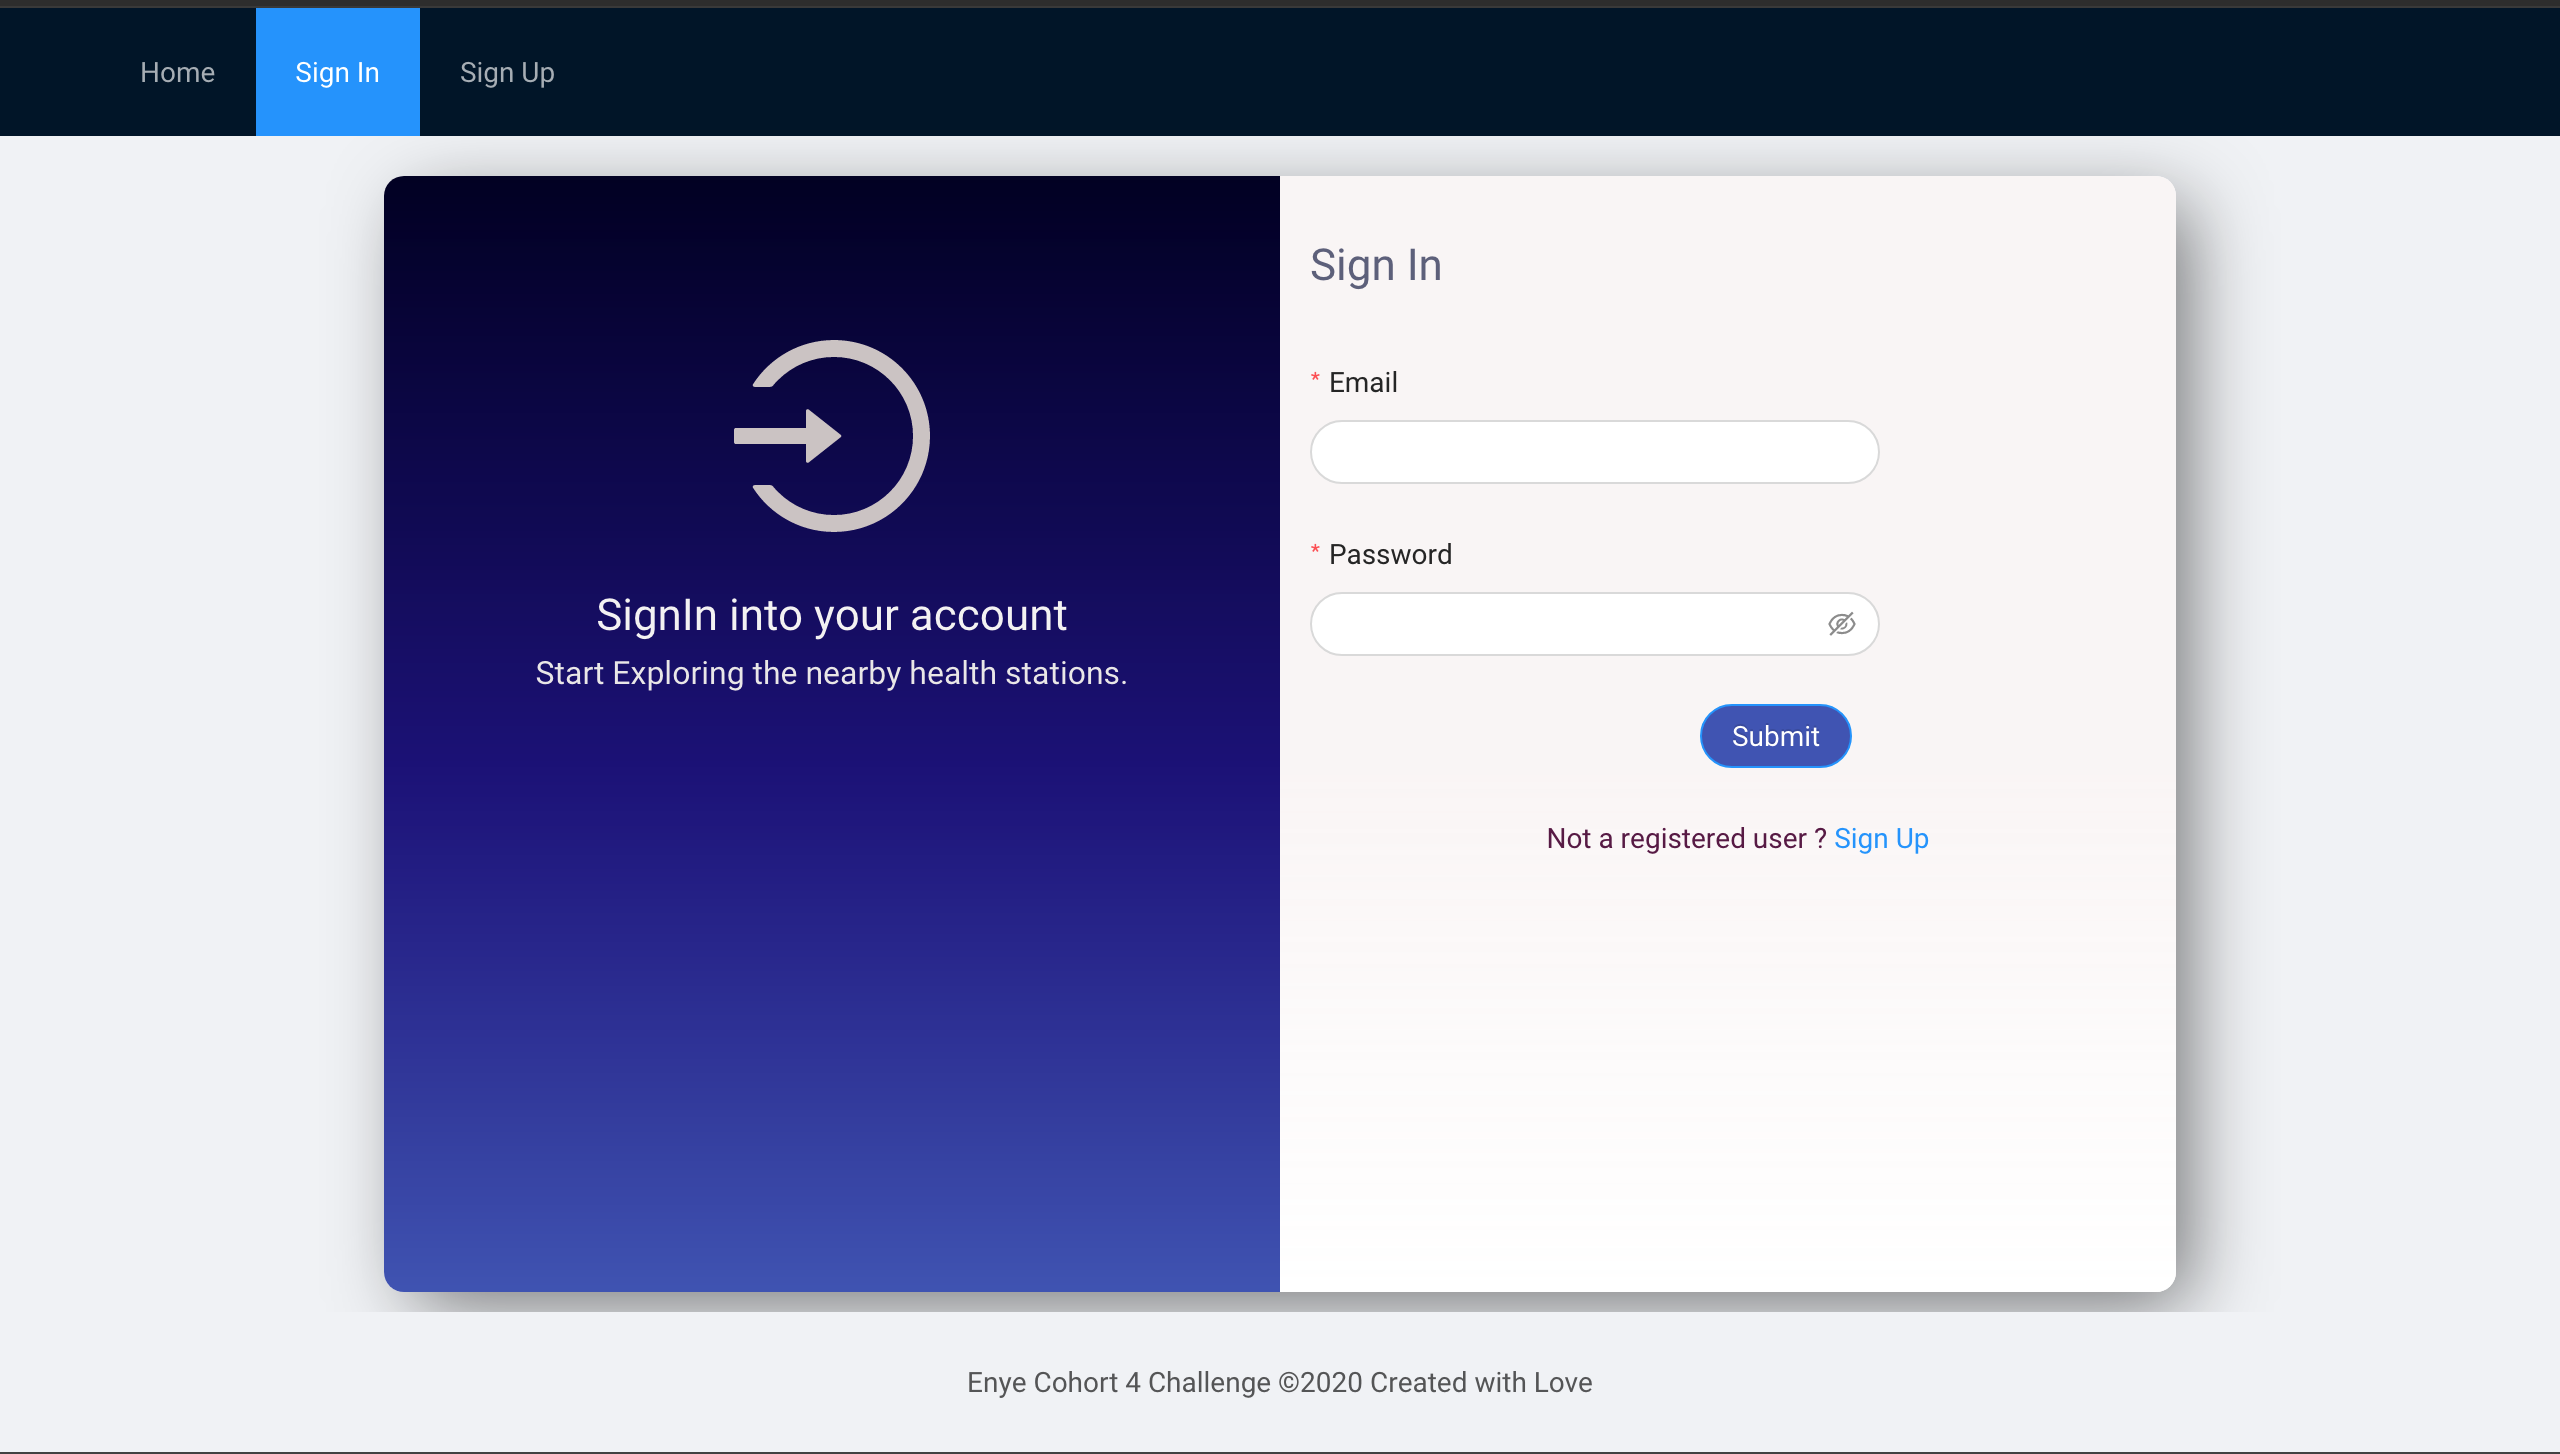 Home Sign In Sign Up
SignIn into your account
Start Exploring the nearby health stations.
Sign In
* Email
* Password
Submit
Not a registered user ? Sign Up
Enye Cohort 4 Challenge ©2020 Created with Love